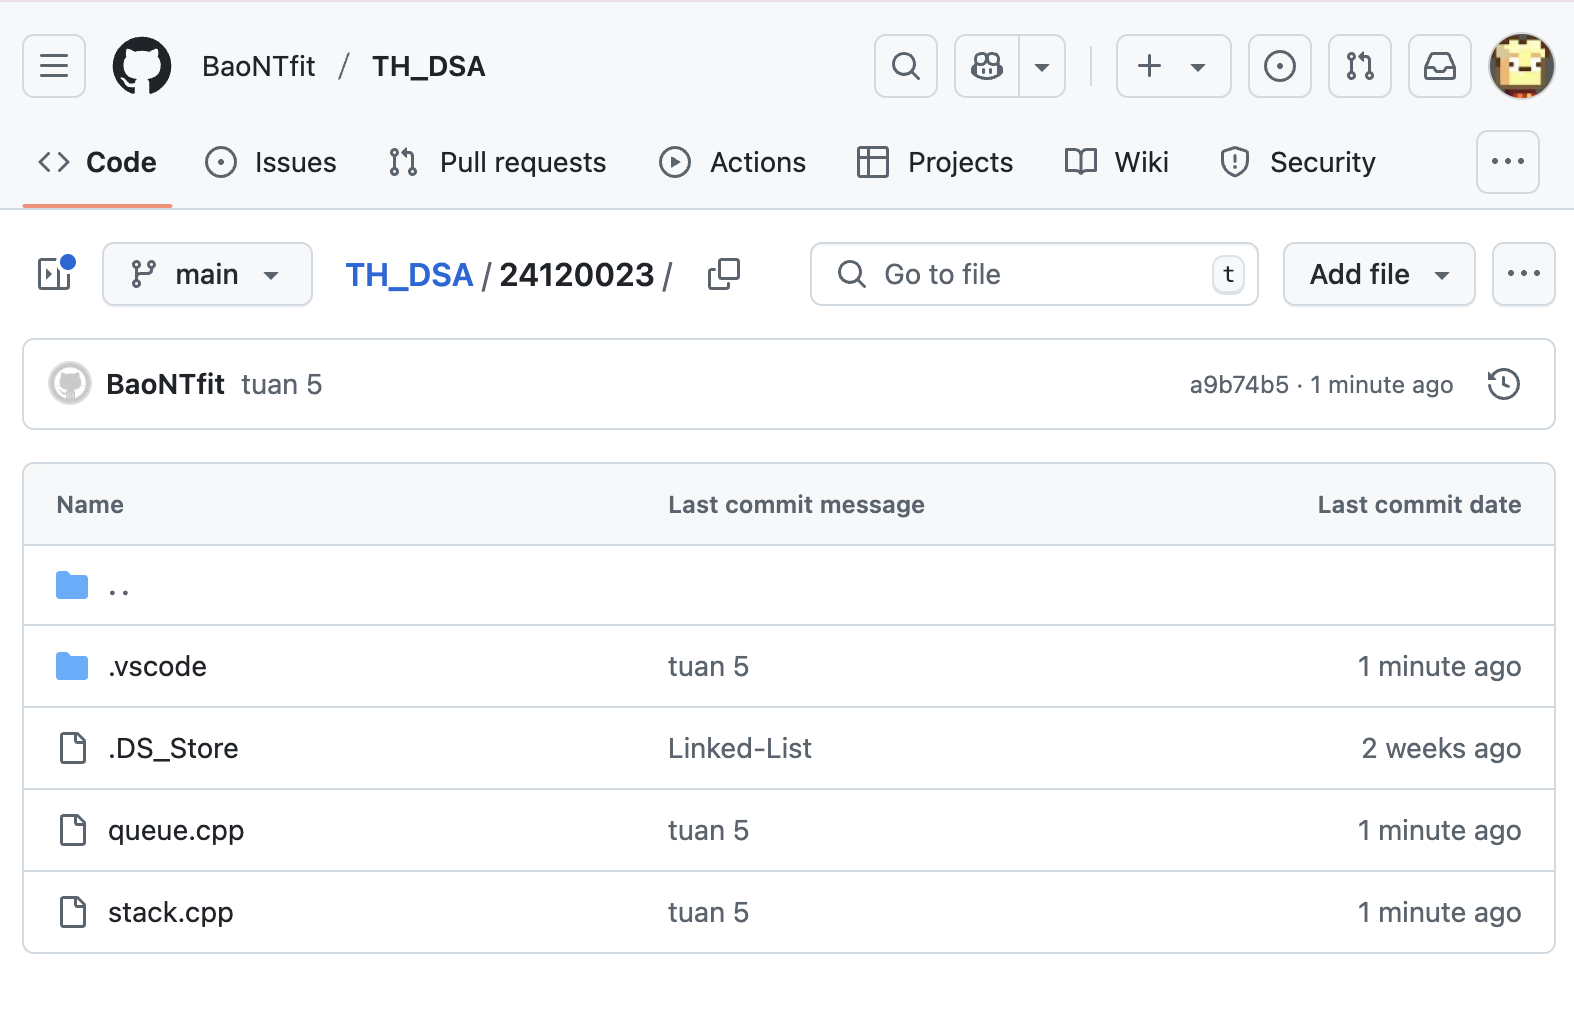 BaoNTfit / TH_DSA
Code Issues Pull requests Actions Projects Wiki Security
main TH_DSA / 24120023 / Go to file t Add file
BaoNTfit tuan 5 a9b74b5 · 1 minute ago
Name Last commit message Last commit date
..
.vscode tuan 5 1 minute ago
.DS_Store Linked-List 2 weeks ago
queue.cpp tuan 5 1 minute ago
stack.cpp tuan 5 1 minute ago